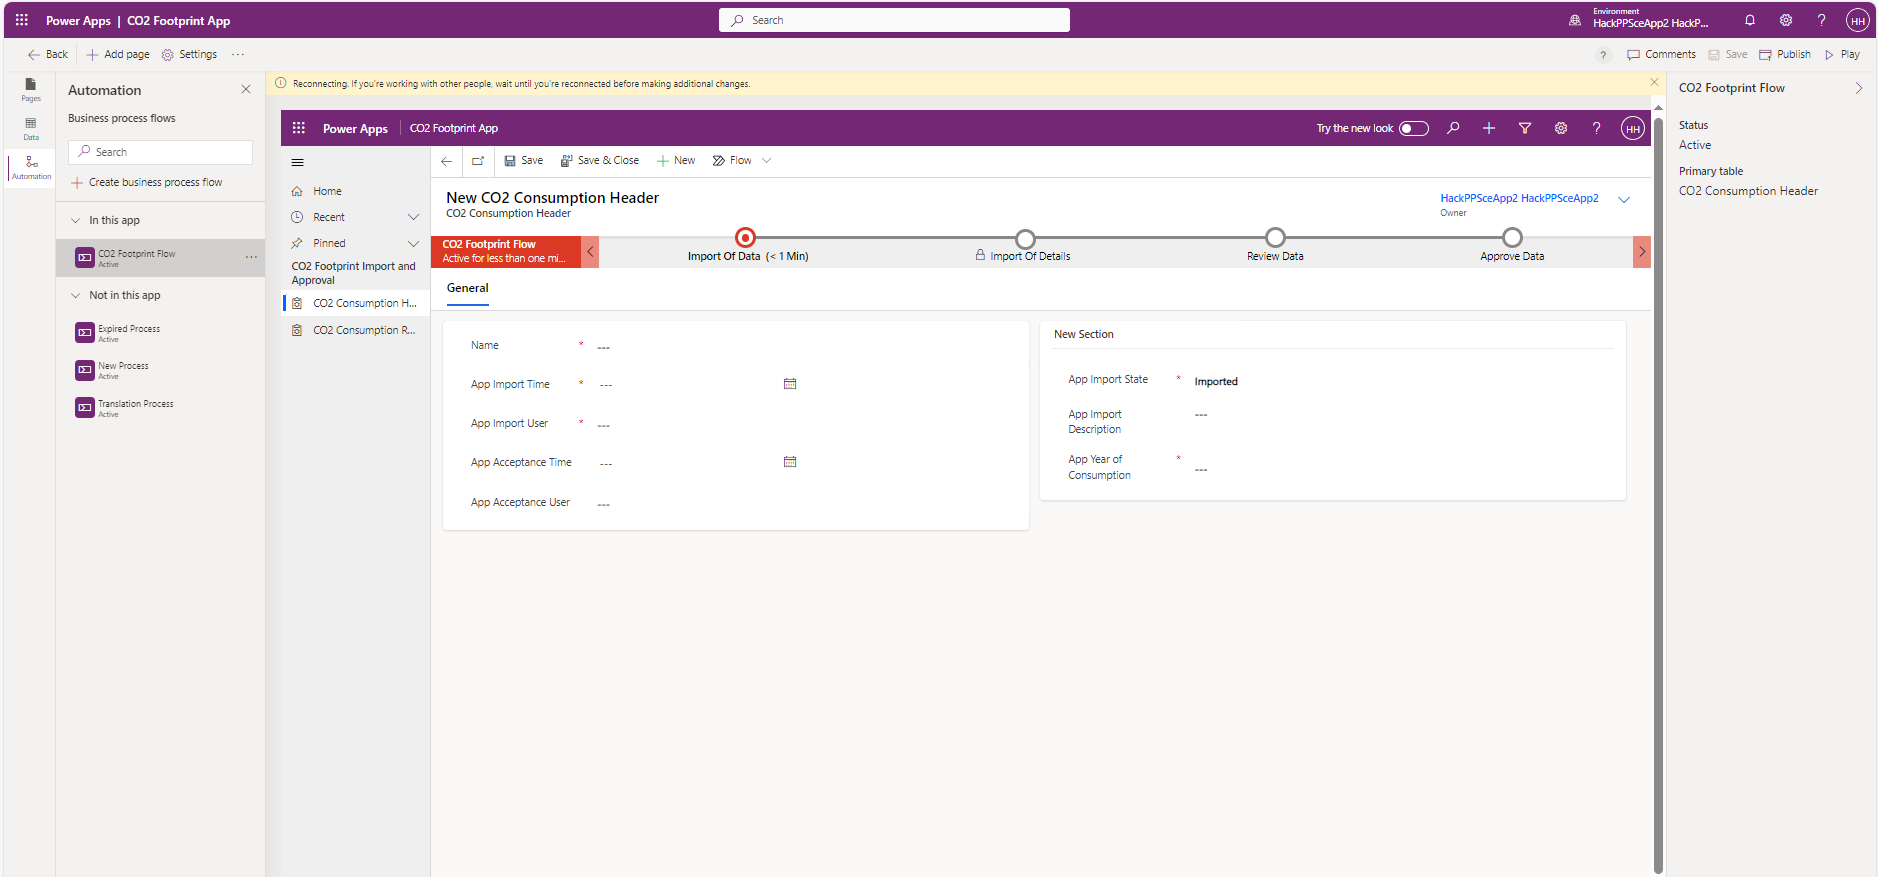 Power Apps | CO2 Footprint App
Search
Environment
HackPPSceApp2 HackP...
?
HH
Back
Add page
Settings
...
?
Comments
Save
Publish
Play
Pages
Data
Automation
Automation
Business process flows
Search
Create business process flow
In this app
CO2 Footprint Flow
Active
...
Not in this app
Expired Process
Active
New Process
Active
Translation Process
Active
Reconnecting. If you're working with other people, wait until you're reconnected before making additional changes.
Power Apps
CO2 Footprint App
Try the new look
?
HH
Home
Recent
Pinned
CO2 Footprint Import and
Approval
CO2 Consumption H...
CO2 Consumption R...
Save
Save & Close
New
Flow
New CO2 Consumption Header
CO2 Consumption Header
HackPPSceApp2 HackPPSceApp2
Owner
CO2 Footprint Flow
Active for less than one mi...
Import Of Data (< 1 Min)
Import Of Details
Review Data
Approve Data
General
Name * ---
App Import Time * ---
App Import User * ---
App Acceptance Time ---
App Acceptance User ---
New Section
App Import State * Imported
App Import
Description
---
App Year of
Consumption
* ---
CO2 Footprint Flow
Status
Active
Primary table
CO2 Consumption Header